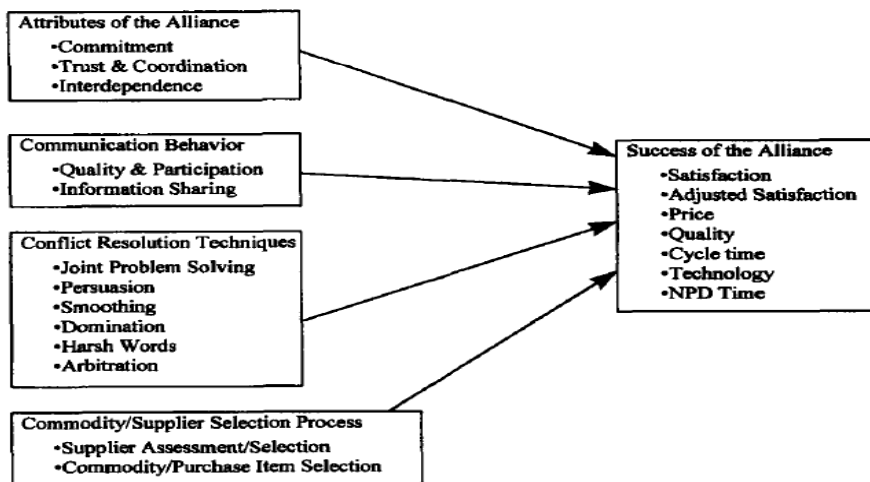 Attributes of the Alliance
•Commitment
•Trust & Coordination
•Interdependence
Communication Behavior
•Quality & Participation
•Information Sharing
Conflict Resolution Techniques
•Joint Problem Solving
•Persuasion
•Smoothing
•Domination
•Harsh Words
•Arbitration
Commodity/Supplier Selection Process
•Supplier Assessment/Selection
•Commodity/Purchase Item Selection
Success of the Alliance
•Satisfaction
•Adjusted Satisfaction
•Price
•Quality
•Cycle time
•Technology
•NPD Time